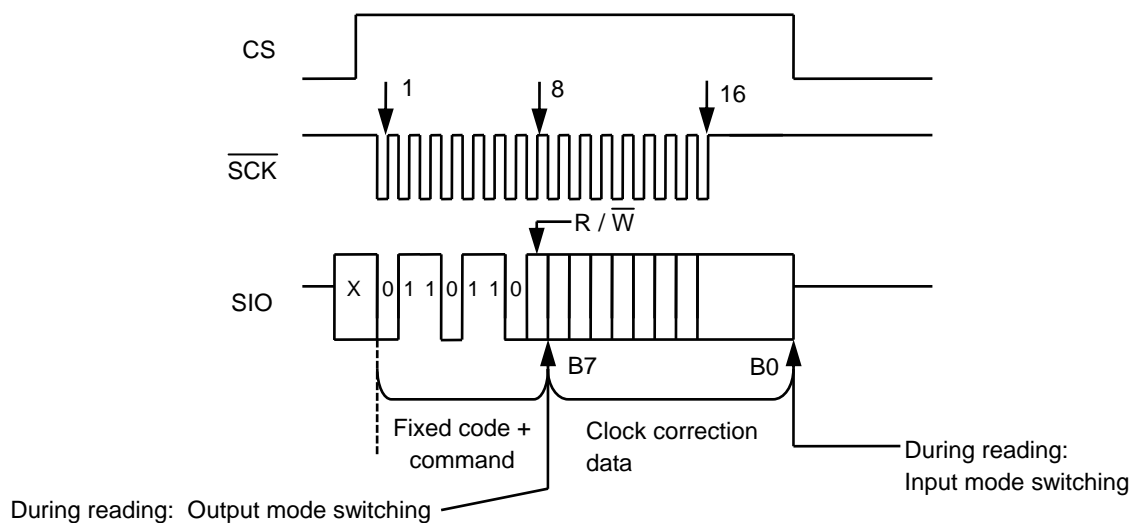 CS
1
8
16
SCK
R / W
X 0 1 1 0 1 1 0
SIO
B7
B0
Fixed code +
command
Clock correction
data
During reading:
Input mode switching
During reading: Output mode switching